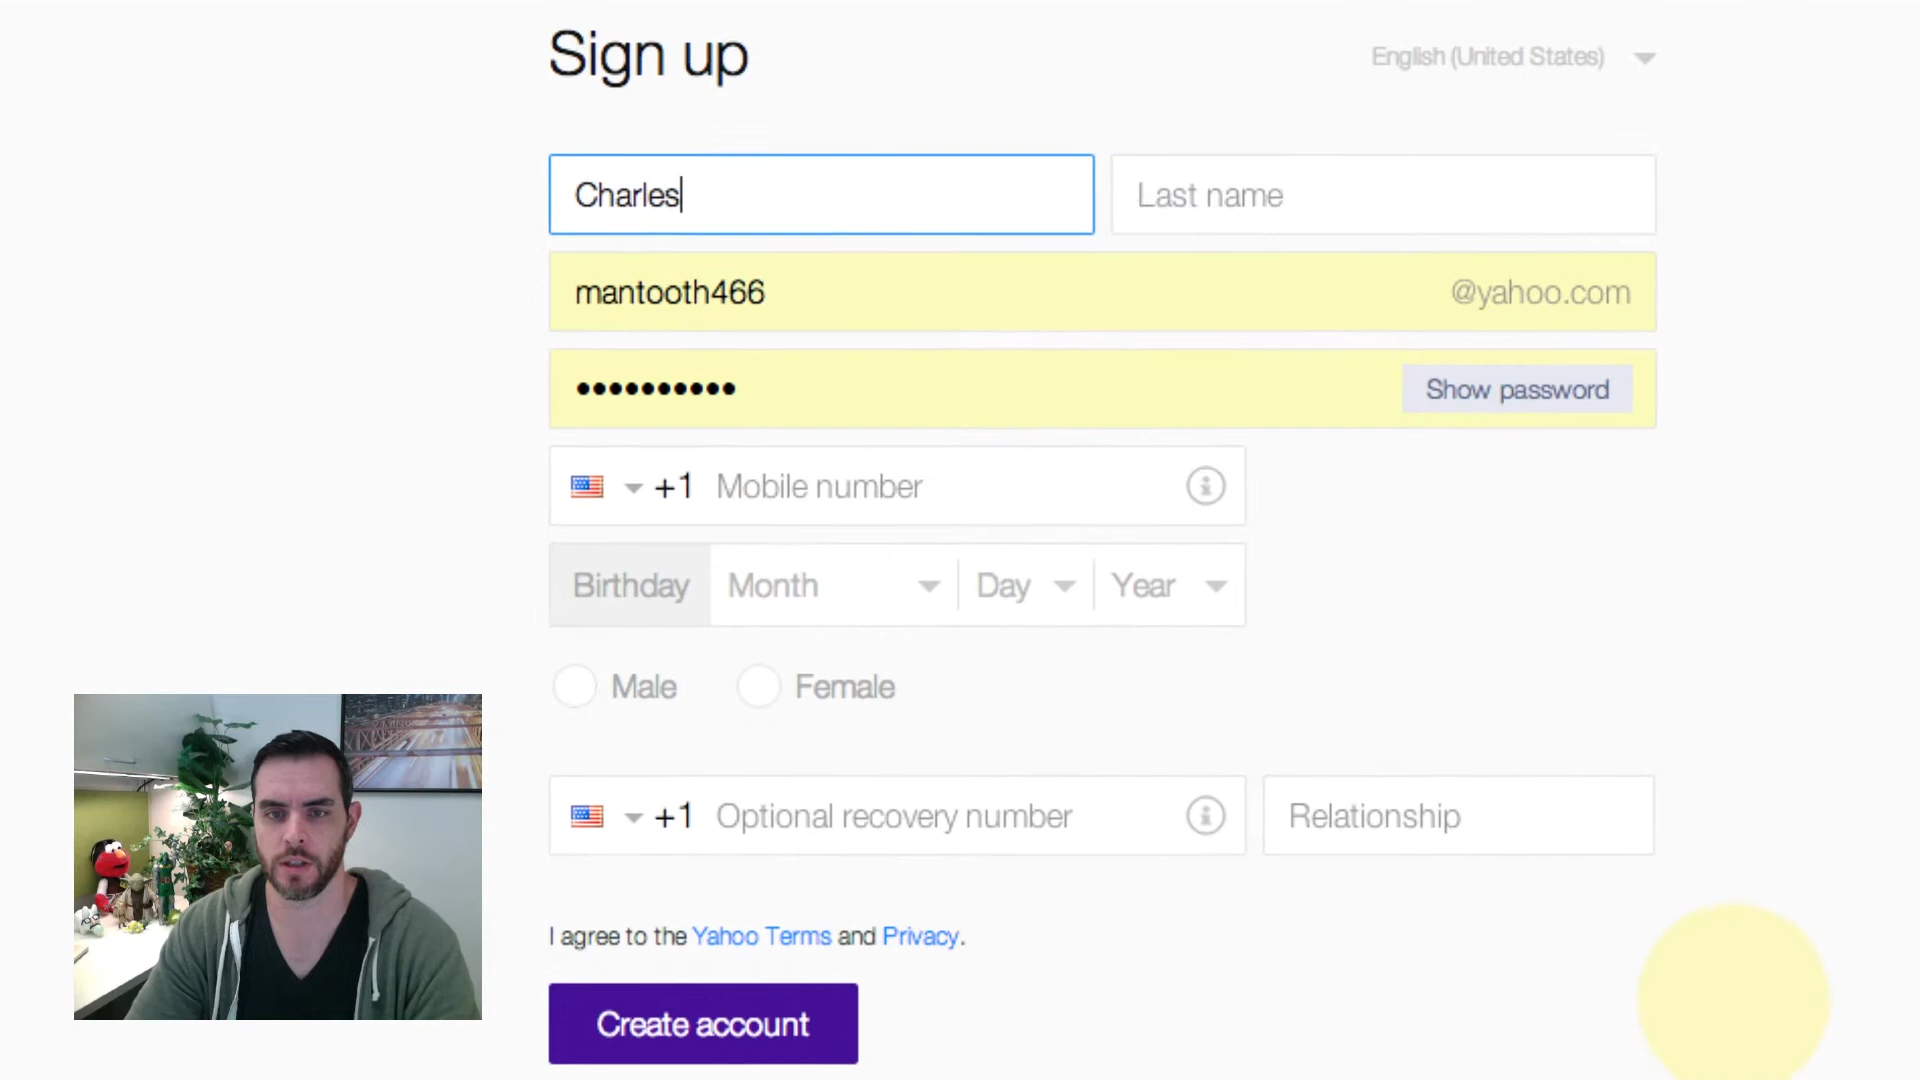 Sign up
English (United States)
Charles
Last name
mantooth466
@yahoo.com
••••••••••
Show password
+1 Mobile number
Birthday Month Day Year
Male Female
+1 Optional recovery number
Relationship
I agree to the Yahoo Terms and Privacy.
Create account